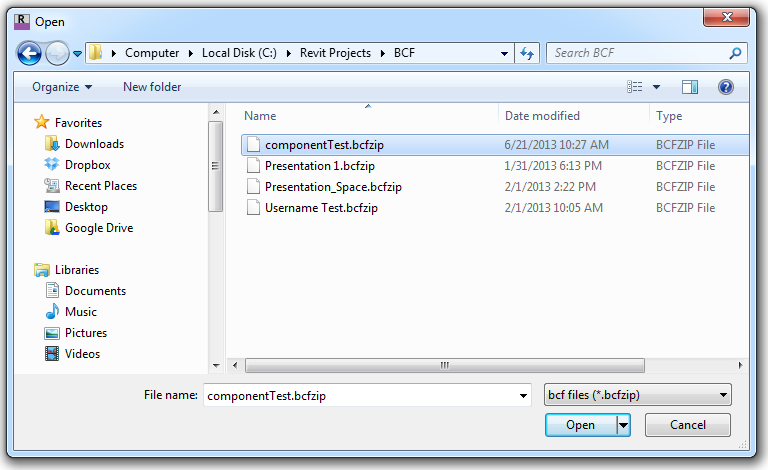 Open
Computer Local Disk (C:) Revit Projects BCF Search BCF
Organize New folder
Name Date modified Type
Favorites
Downloads
Dropbox
Recent Places
Desktop
Google Drive
Libraries
Documents
Music
Pictures
Videos
componentTest.bcfzip 6/21/2013 10:27 AM BCFZIP File
Presentation 1.bcfzip 1/31/2013 6:13 PM BCFZIP File
Presentation_Space.bcfzip 2/1/2013 2:22 PM BCFZIP File
Username Test.bcfzip 2/1/2013 10:05 AM BCFZIP File
File name: componentTest.bcfzip bcf files (*.bcfzip)
Open Cancel